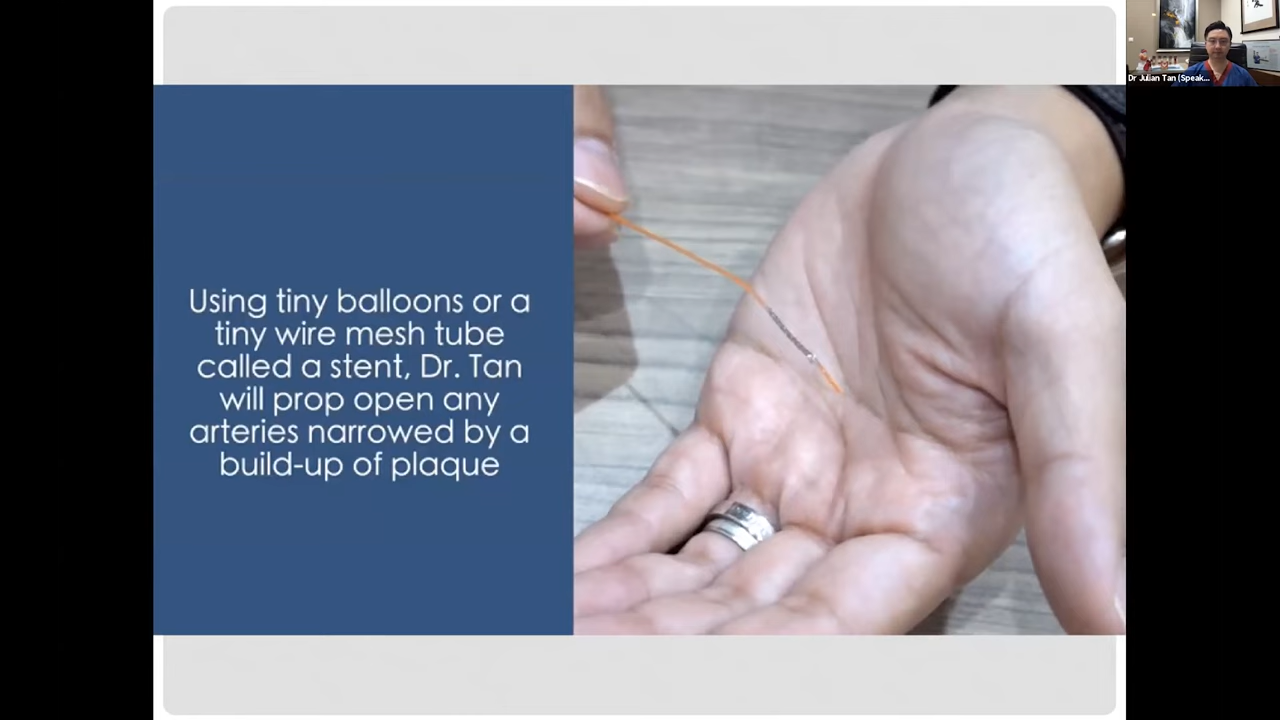 Using tiny balloons or a
tiny wire mesh tube
called a stent, Dr. Tan
will prop open any
arteries narrowed by a
build-up of plaque
Dr Julian Tan (Speak...